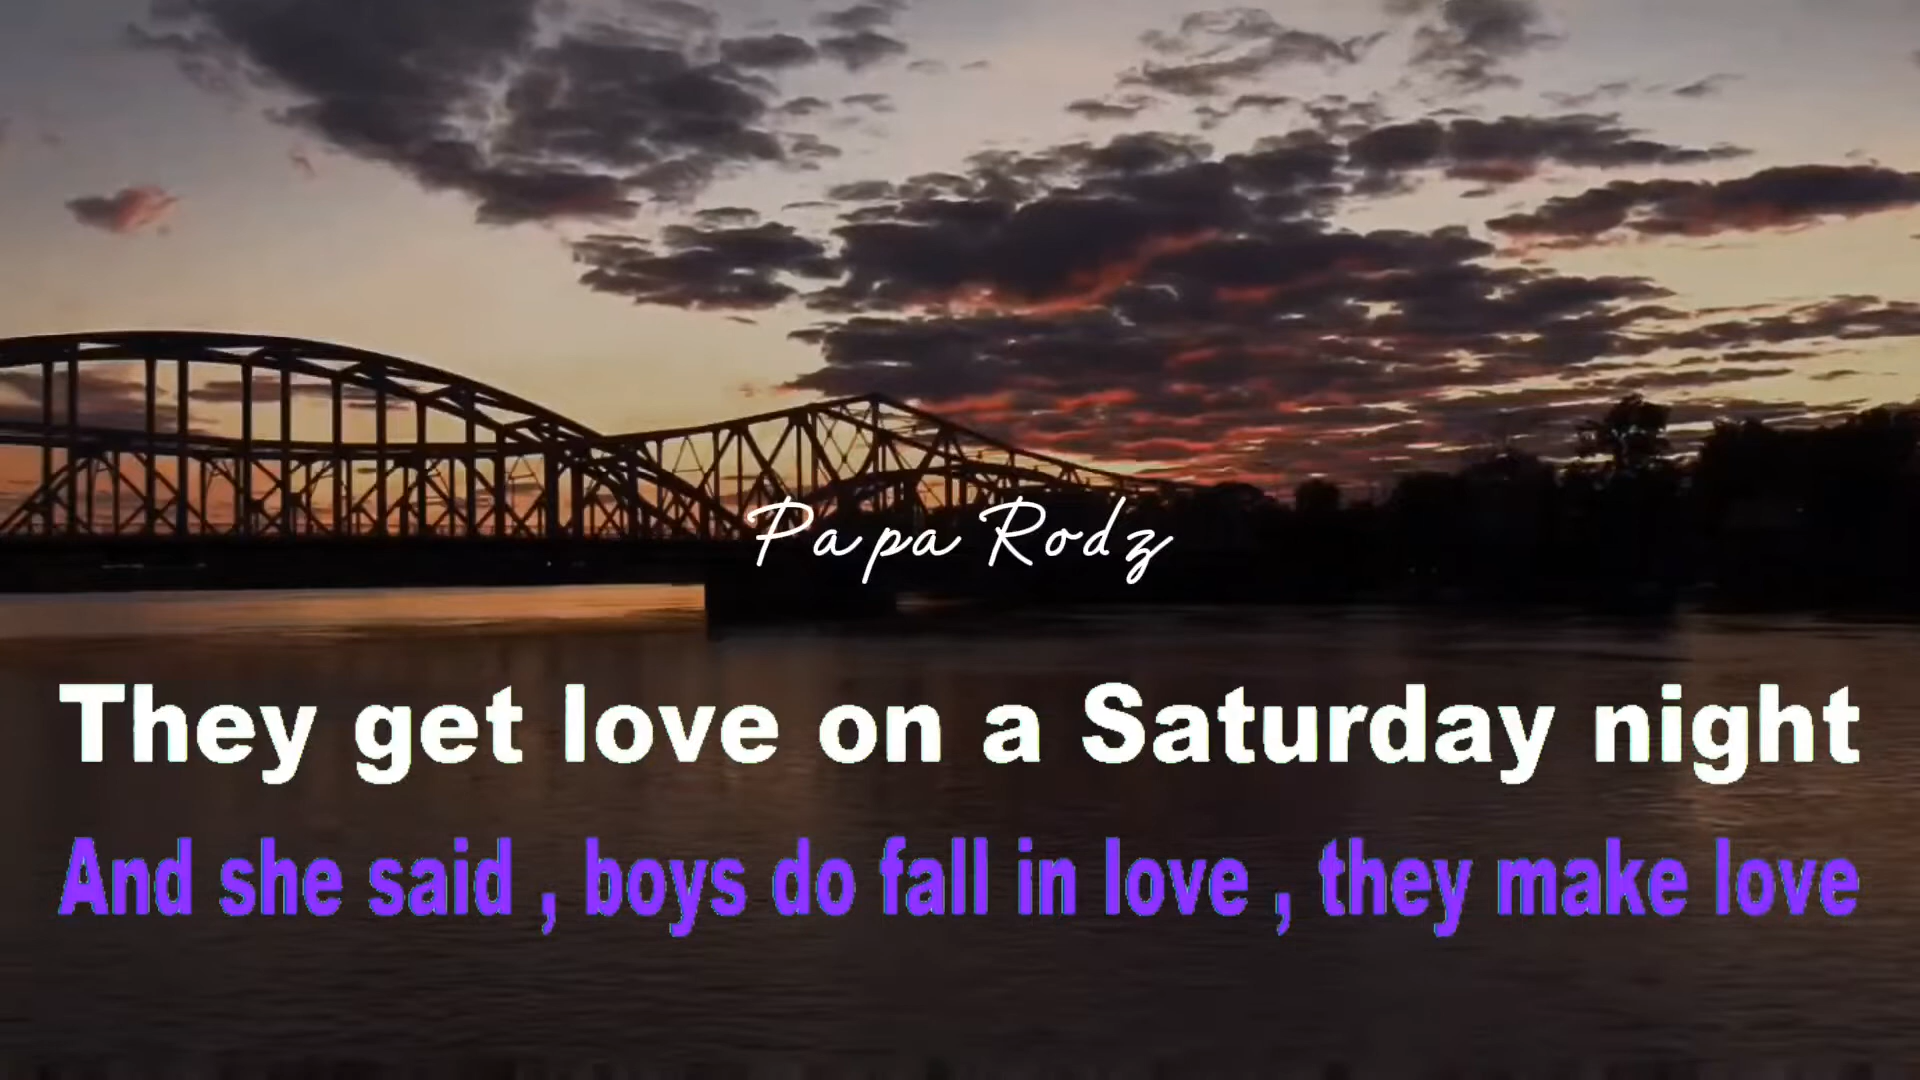 Papa Rodz
They get love on a Saturday night
And she said , boys do fall in love , they make love